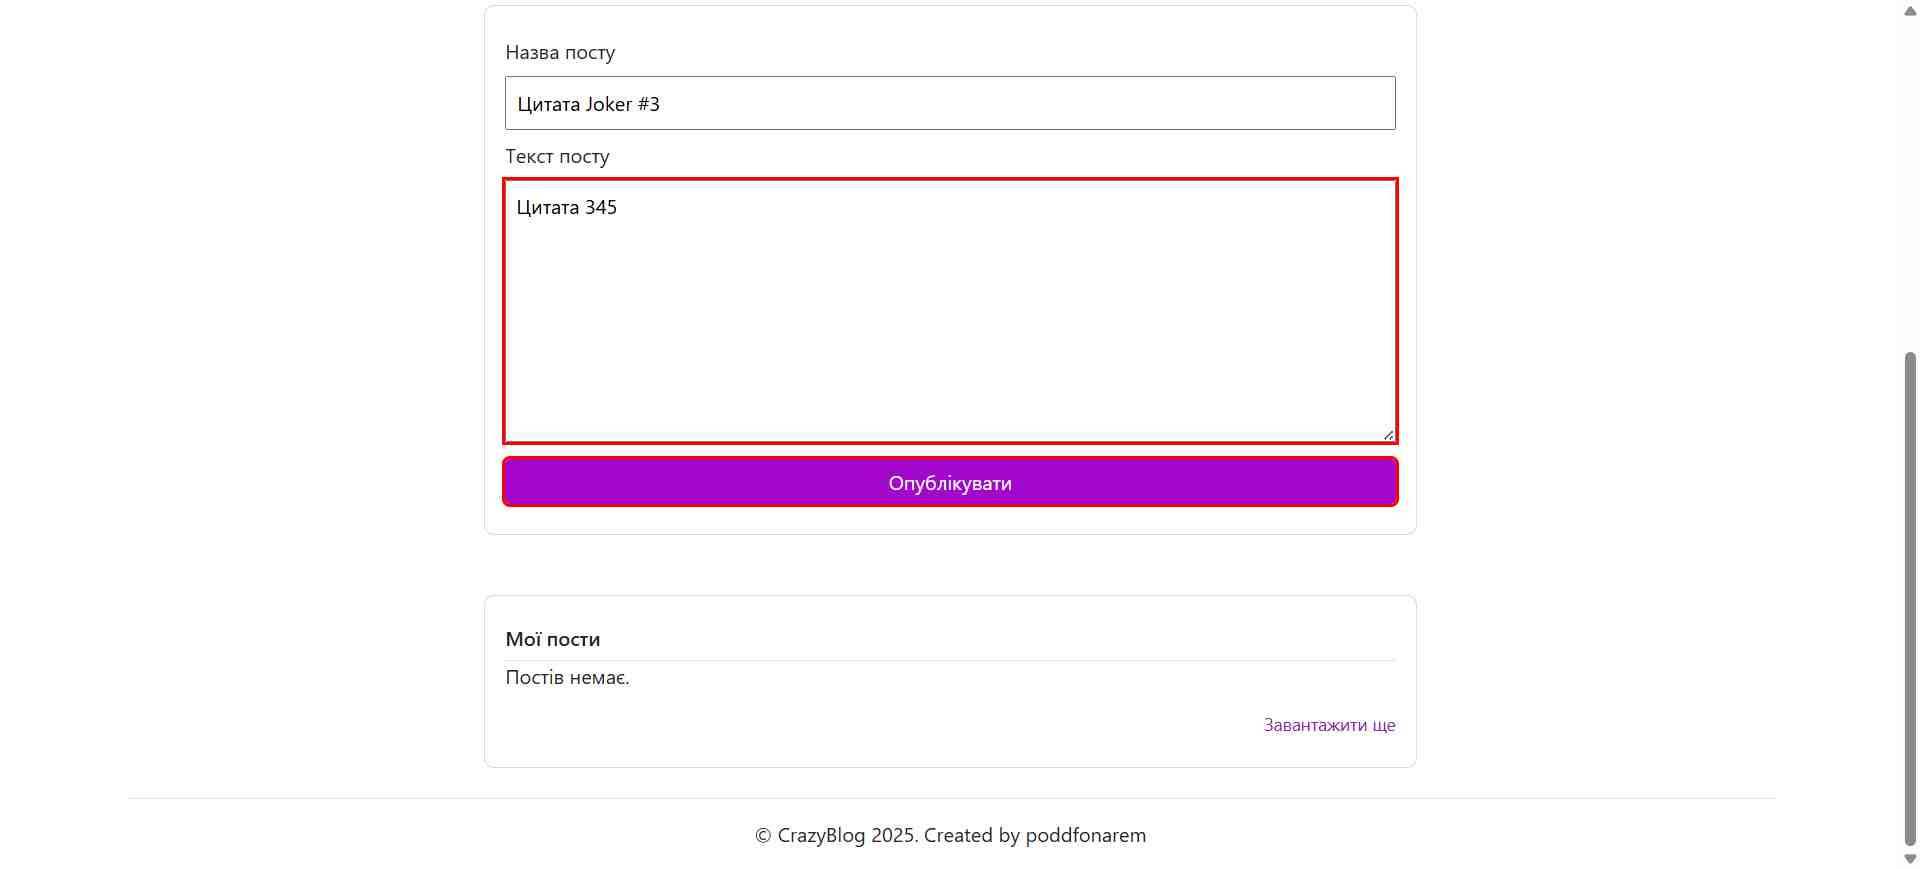 Назва посту
Цитата Joker #3
Текст посту
Цитата 345
Опублікувати
Мої пости
Постів немає.
Завантажити ще
© CrazyBlog 2025. Created by poddfonarem